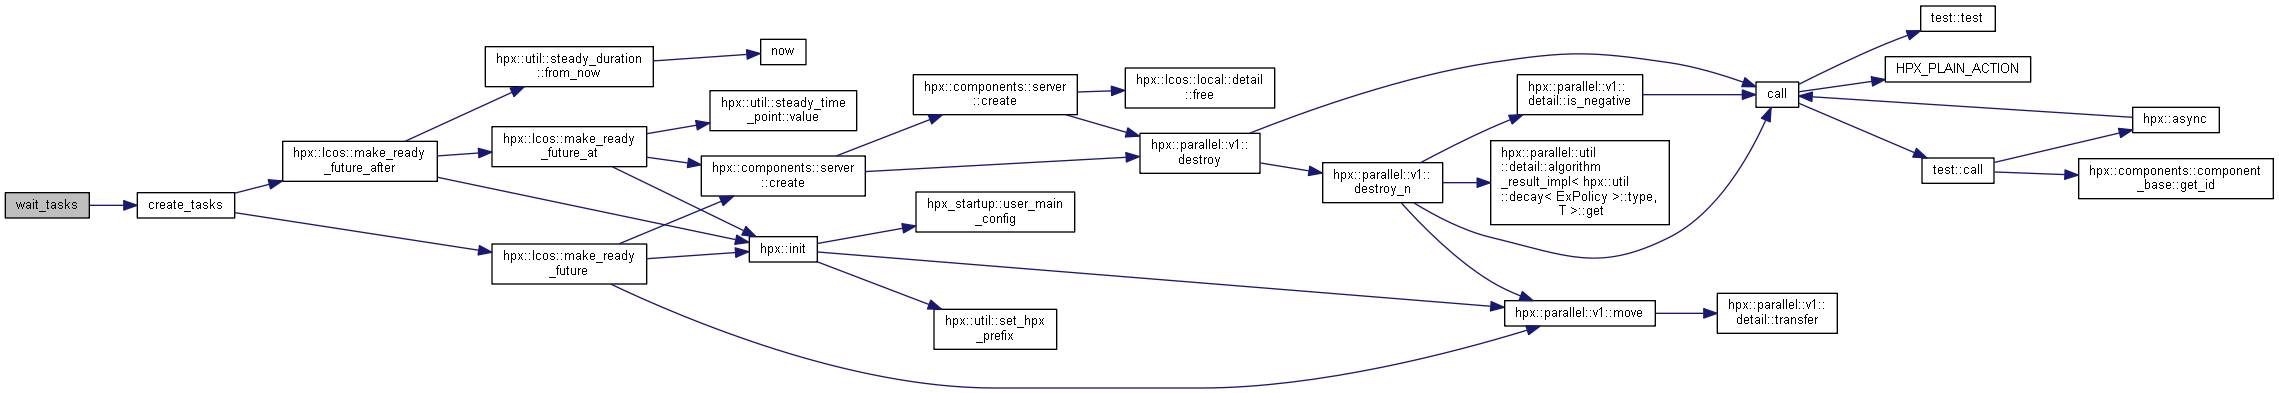 wait_tasks
create_tasks
hpx::lcos::make_ready
_future_after
hpx::util::steady_duration
::from_now
now
hpx::lcos::make_ready
_future_at
hpx::util::steady_time
_point::value
hpx::components::server
::create
hpx::lcos::make_ready
_future
hpx::init
hpx::components::server
::create
hpx::lcos::local::detail
::free
hpx::parallel::v1::
destroy
hpx_startup::user_main
_config
hpx::util::set_hpx
_prefix
hpx::parallel::v1::
destroy_n
hpx::parallel::v1::
detail::is_negative
hpx::parallel::util
::detail::algorithm
_result_impl< hpx::util
::decay< ExPolicy >::type,
T >::get
hpx::parallel::v1::move
hpx::parallel::v1::
detail::transfer
call
test::test
HPX_PLAIN_ACTION
test::call
hpx::async
hpx::components::component
_base::get_id